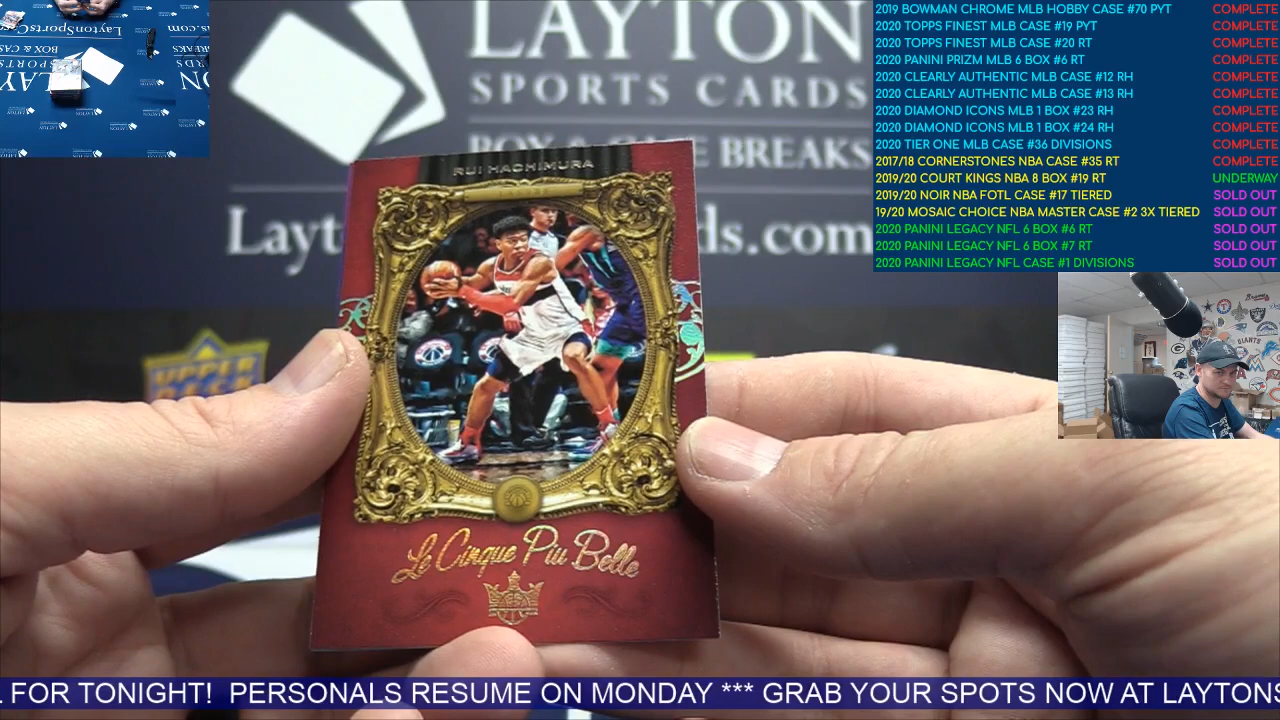 LAYTON
SPORTS CARDS
BOX & CASE BREAKS
RUI HACHIMURA
Le Cinque Piu Belle
UPPER
2019 BOWMAN CHROME MLB HOBBY CASE #70 PYT COMPLETE
2020 TOPPS FINEST MLB CASE #19 PYT COMPLETE
2020 TOPPS FINEST MLB CASE #20 RT COMPLETE
2020 PANINI PRIZM MLB 6 BOX #6 RT COMPLETE
2020 CLEARLY AUTHENTIC MLB CASE #12 RH COMPLETE
2020 CLEARLY AUTHENTIC MLB CASE #13 RH COMPLETE
2020 DIAMOND ICONS MLB 1 BOX #23 RH COMPLETE
2020 DIAMOND ICONS MLB 1 BOX #24 RH COMPLETE
2020 TIER ONE MLB CASE #36 DIVISIONS COMPLETE
2017/18 CORNERSTONES NBA CASE #35 RT COMPLETE
2019/20 COURT KINGS NBA 8 BOX #19 RT UNDERWAY
2019/20 NOIR NBA FOTL CASE #17 TIERED SOLD OUT
19/20 MOSAIC CHOICE NBA MASTER CASE #2 3X TIERED SOLD OUT
2020 PANINI LEGACY NFL 6 BOX #6 RT SOLD OUT
2020 PANINI LEGACY NFL 6 BOX #7 RT SOLD OUT
2020 PANINI LEGACY NFL CASE #1 DIVISIONS SOLD OUT
GIANTS
. FOR TONIGHT! PERSONALS RESUME ON MONDAY *** GRAB YOUR SPOTS NOW AT LAYTONS